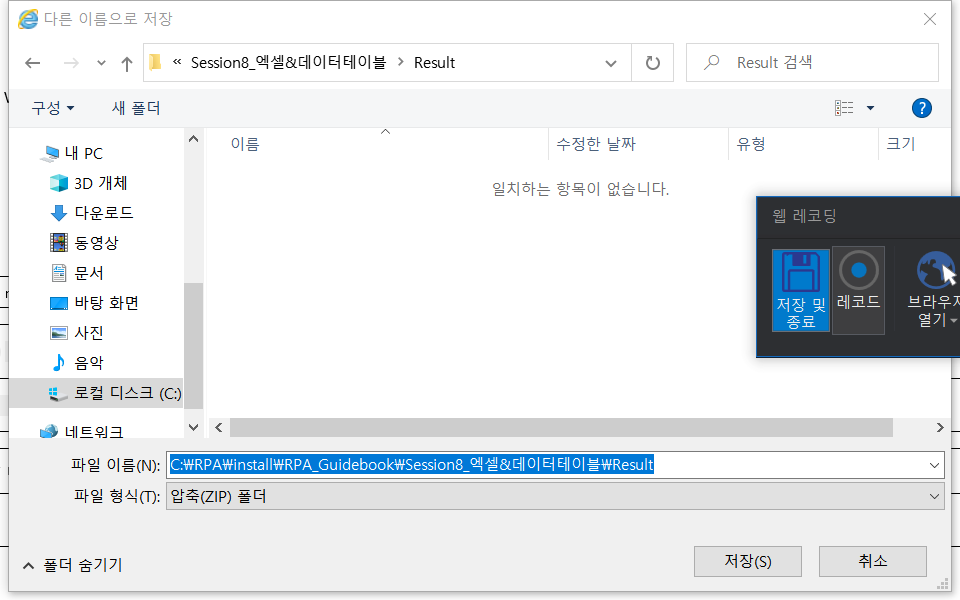 다른 이름으로 저장
« Session8_엑셀&데이터테이블 > Result
Result 검색
구성
새 폴더
이름
수정한 날짜
유형
크기
일치하는 항목이 없습니다.
내 PC
3D 개체
다운로드
동영상
문서
바탕 화면
사진
음악
로컬 디스크 (C:)
네트워크
웹 레코딩
저장 및
종료
레코드
브라우저
열기
파일 이름(N):
C:\RPA\install\RPA_Guidebook\Session8_엑셀&데이터테이블\Result
파일 형식(T):
압축(ZIP) 폴더
폴더 숨기기
저장(S)
취소